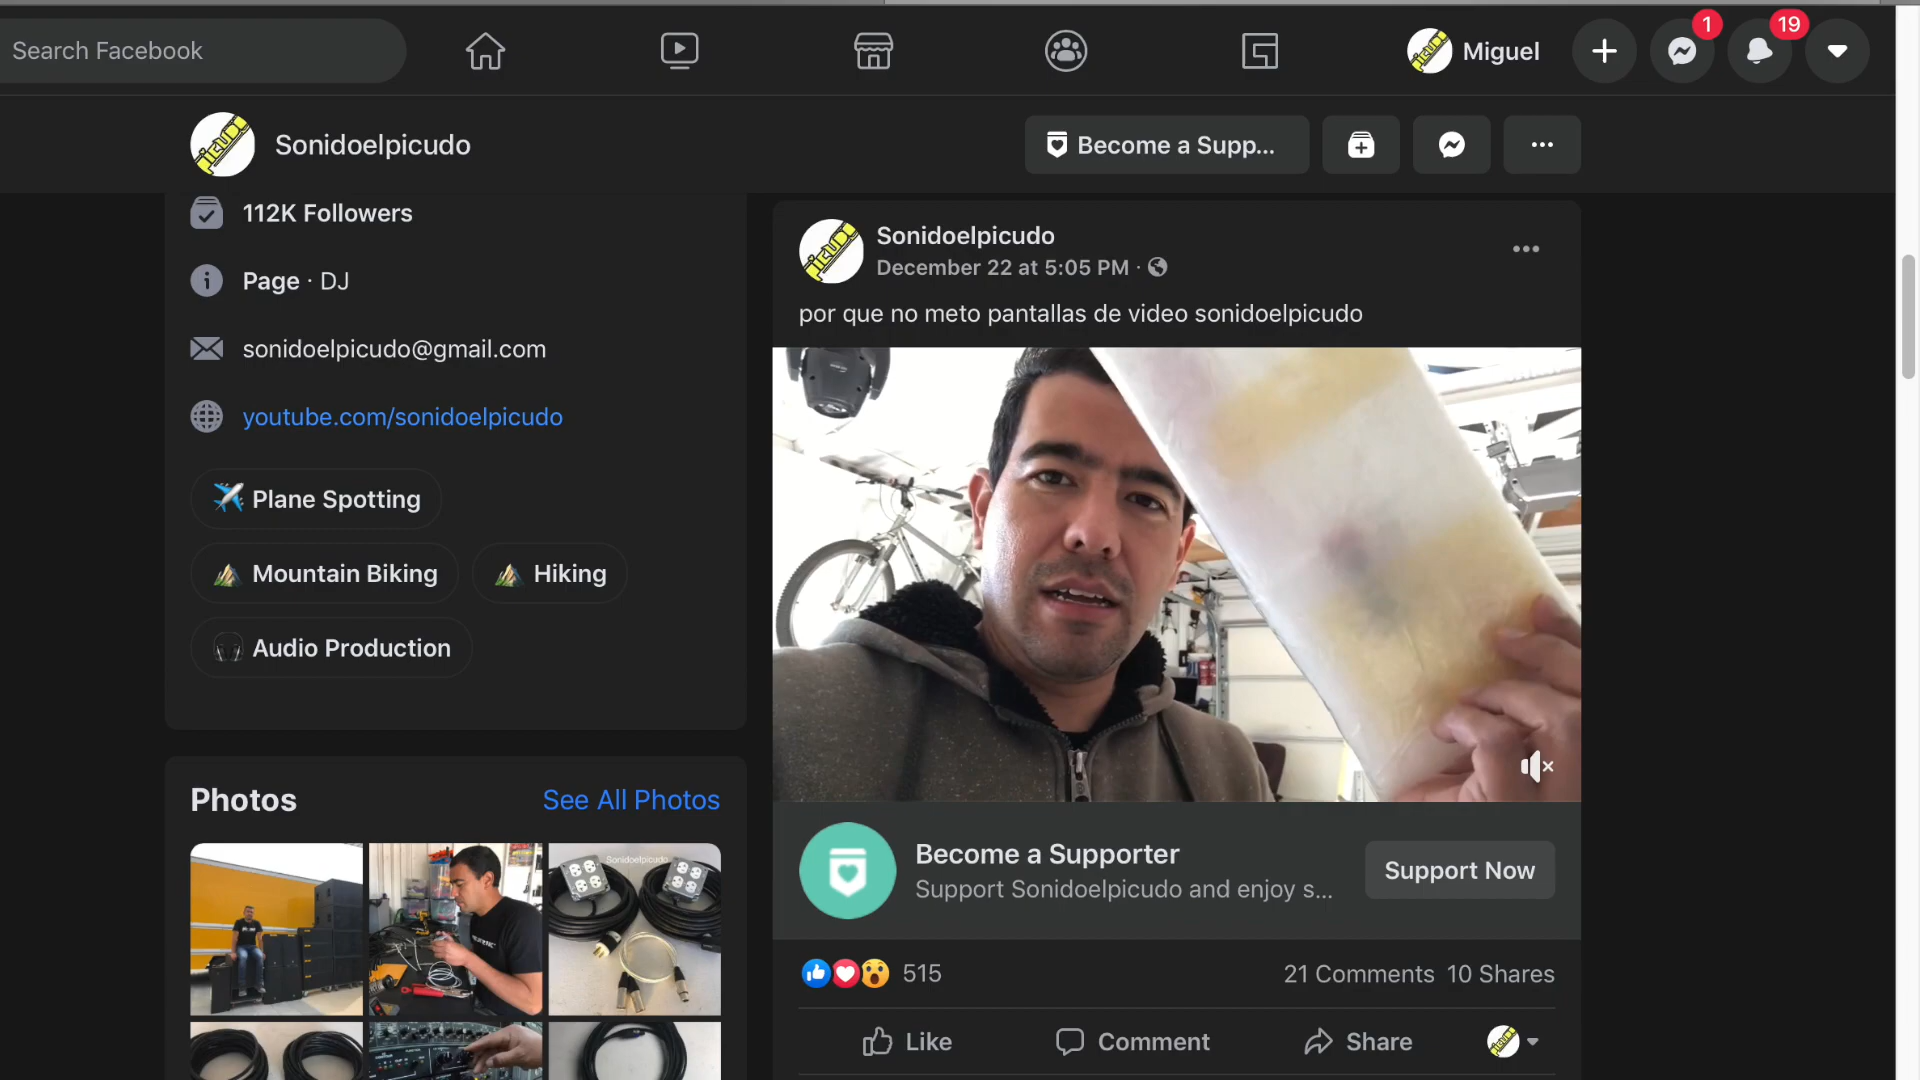 Search Facebook
Miguel
1
19
Sonidoelpicudo
Become a Supp...
112K Followers
Page · DJ
sonidoelpicudo@gmail.com
youtube.com/sonidoelpicudo
Plane Spotting
Mountain Biking
Hiking
Audio Production
Photos
See All Photos
Sonidoelpicudo
Sonidoelpicudo
December 22 at 5:05 PM ·
por que no meto pantallas de video sonidoelpicudo
Become a Supporter
Support Sonidoelpicudo and enjoy s...
Support Now
515
21 Comments 10 Shares
Like
Comment
Share